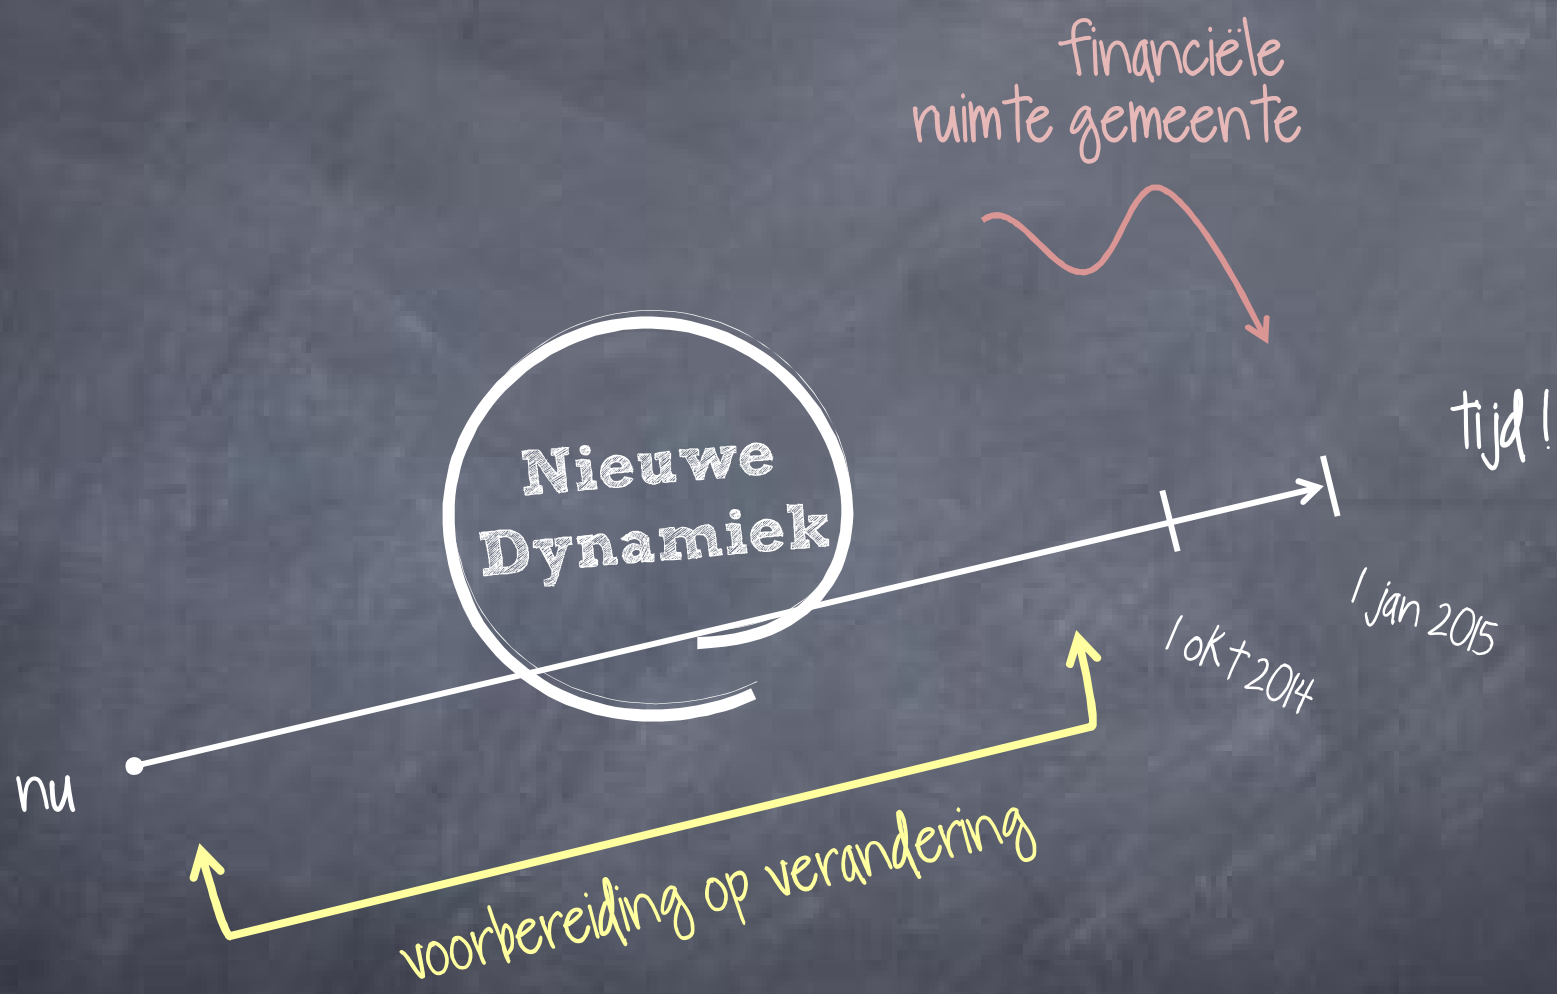 financiële
ruimte gemeente
tijd !
Nieuwe
Dynamiek
1 jan 2015
1 okt 2014
nu
voorbereiding op verandering